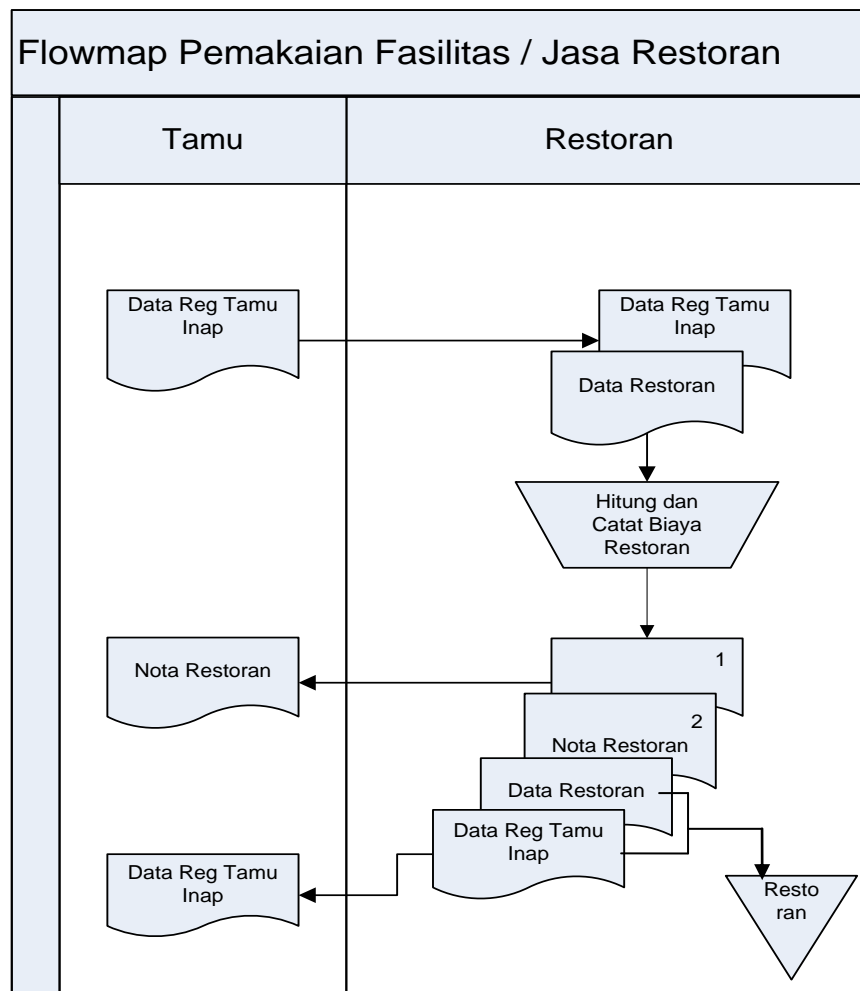 Flowmap Pemakaian Fasilitas / Jasa Restoran
Tamu
Restoran
Data Reg Tamu
Inap
Data Reg Tamu
Inap
Data Restoran
Hitung dan
Catat Biaya
Restoran
1
Nota Restoran
2
Nota Restoran
Data Restoran
Data Reg Tamu
Inap
Data Reg Tamu
Inap
Resto
ran